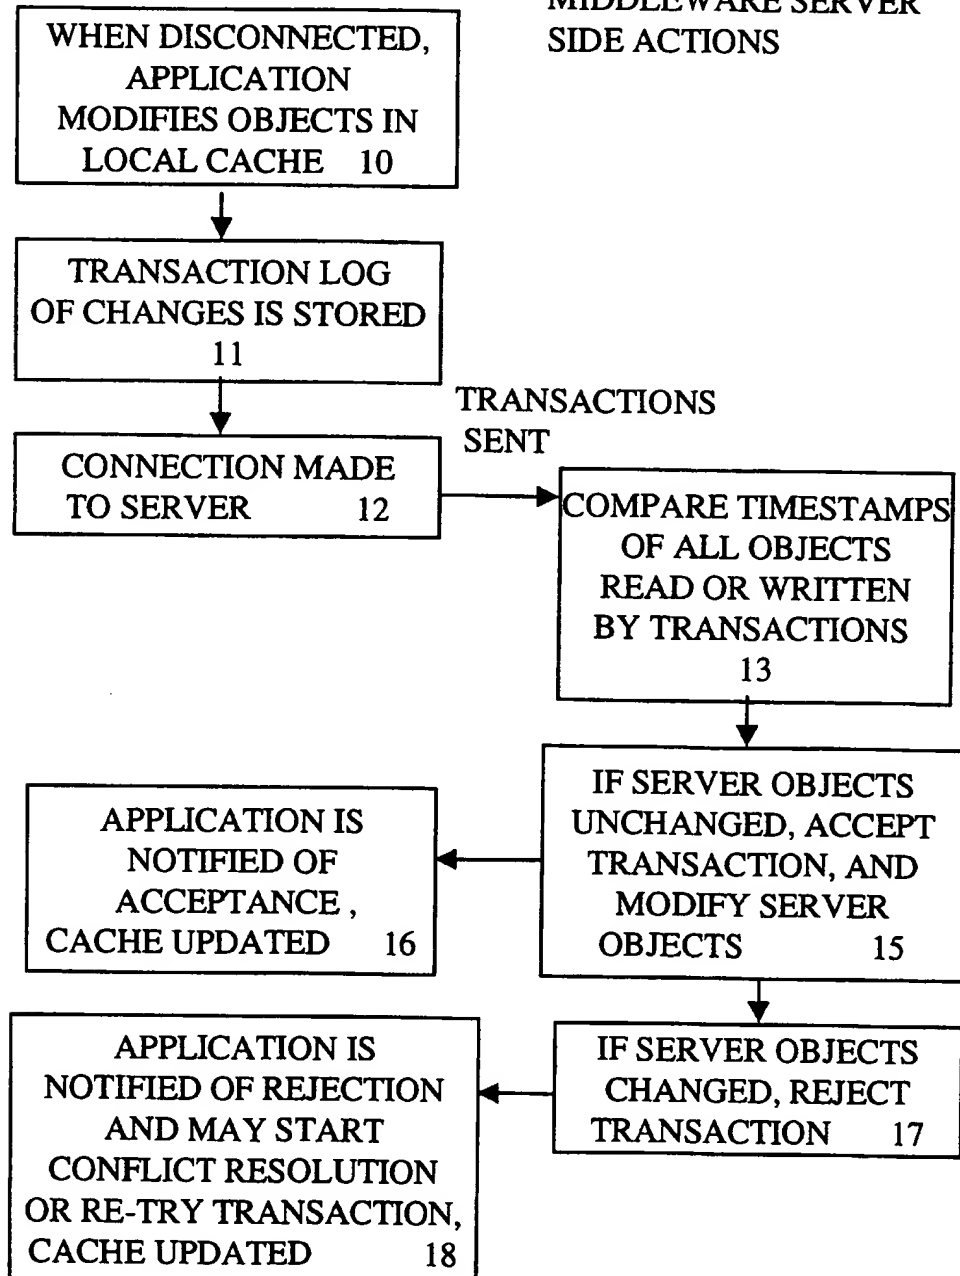 MIDDLEWARE SERVER
SIDE ACTIONS
WHEN DISCONNECTED,
APPLICATION
MODIFIES OBJECTS IN
LOCAL CACHE 10
TRANSACTION LOG
OF CHANGES IS STORED
11
CONNECTION MADE
TO SERVER 12
TRANSACTIONS
SENT
COMPARE TIMESTAMPS
OF ALL OBJECTS
READ OR WRITTEN
BY TRANSACTIONS
13
IF SERVER OBJECTS
UNCHANGED, ACCEPT
TRANSACTION, AND
MODIFY SERVER
OBJECTS 15
APPLICATION IS
NOTIFIED OF
ACCEPTANCE ,
CACHE UPDATED 16
IF SERVER OBJECTS
CHANGED, REJECT
TRANSACTION 17
APPLICATION IS
NOTIFIED OF REJECTION
AND MAY START
CONFLICT RESOLUTION
OR RE-TRY TRANSACTION,
CACHE UPDATED 18